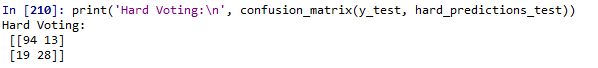 In [210]: print('Hard Voting:\n', confusion_matrix(y_test, hard_predictions_test))
Hard Voting:
 [[94 13]
 [19 28]]